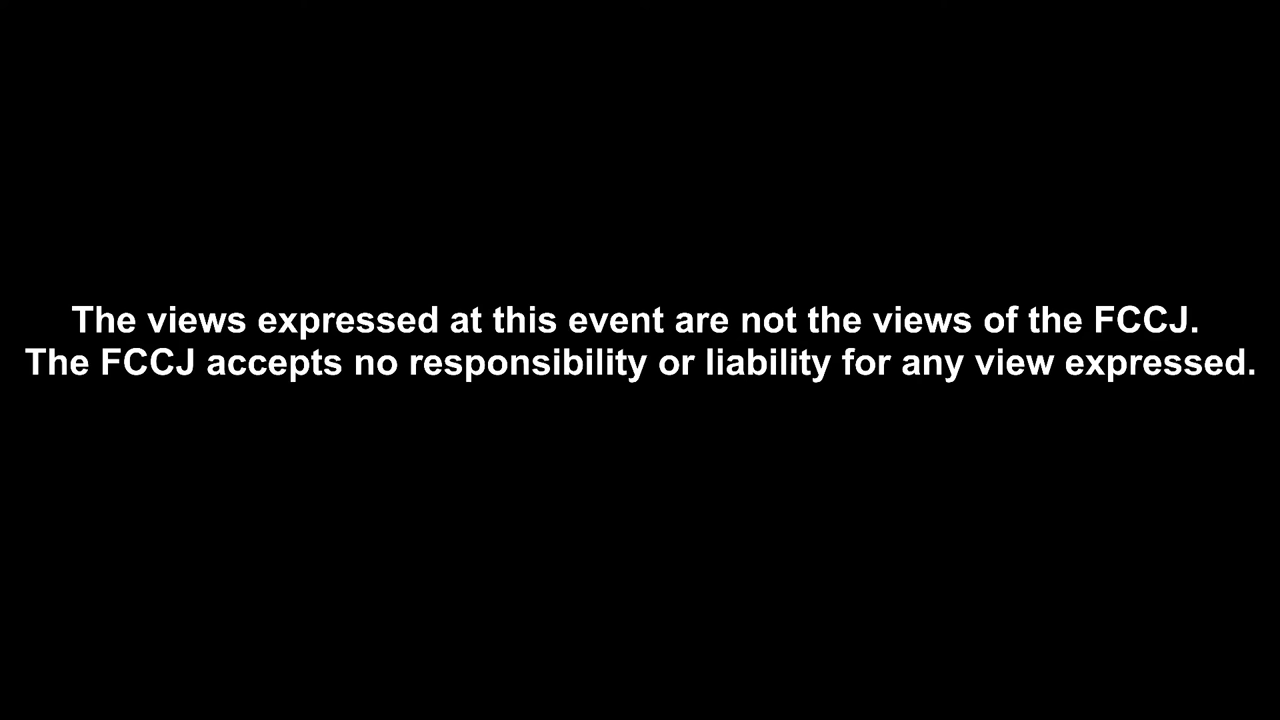 The views expressed at this event are not the views of the FCCJ.
The FCCJ accepts no responsibility or liability for any view expressed.